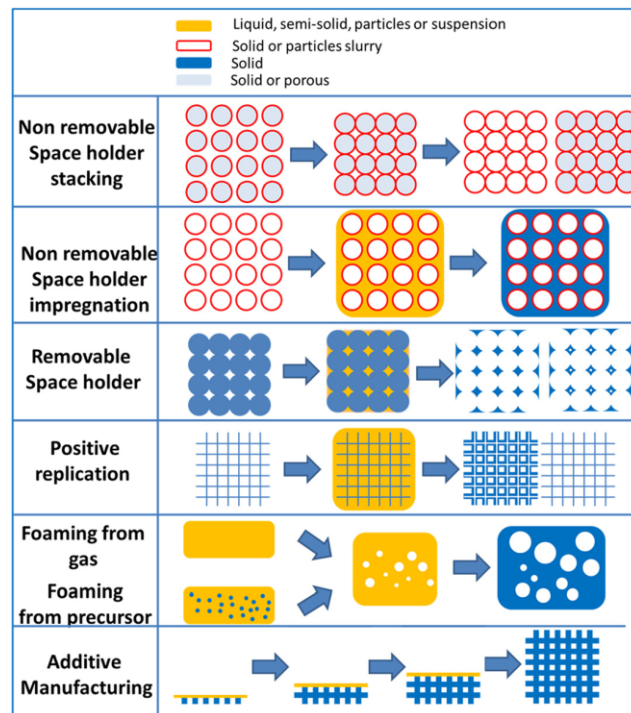 Liquid, semi-solid, particles or suspension
Solid or particles slurry
Solid
Solid or porous
Non removable
Space holder
stacking
Non removable
Space holder
impregnation
Removable
Space holder
Positive
replication
Foaming from
gas
Foaming
from precursor
Additive
Manufacturing